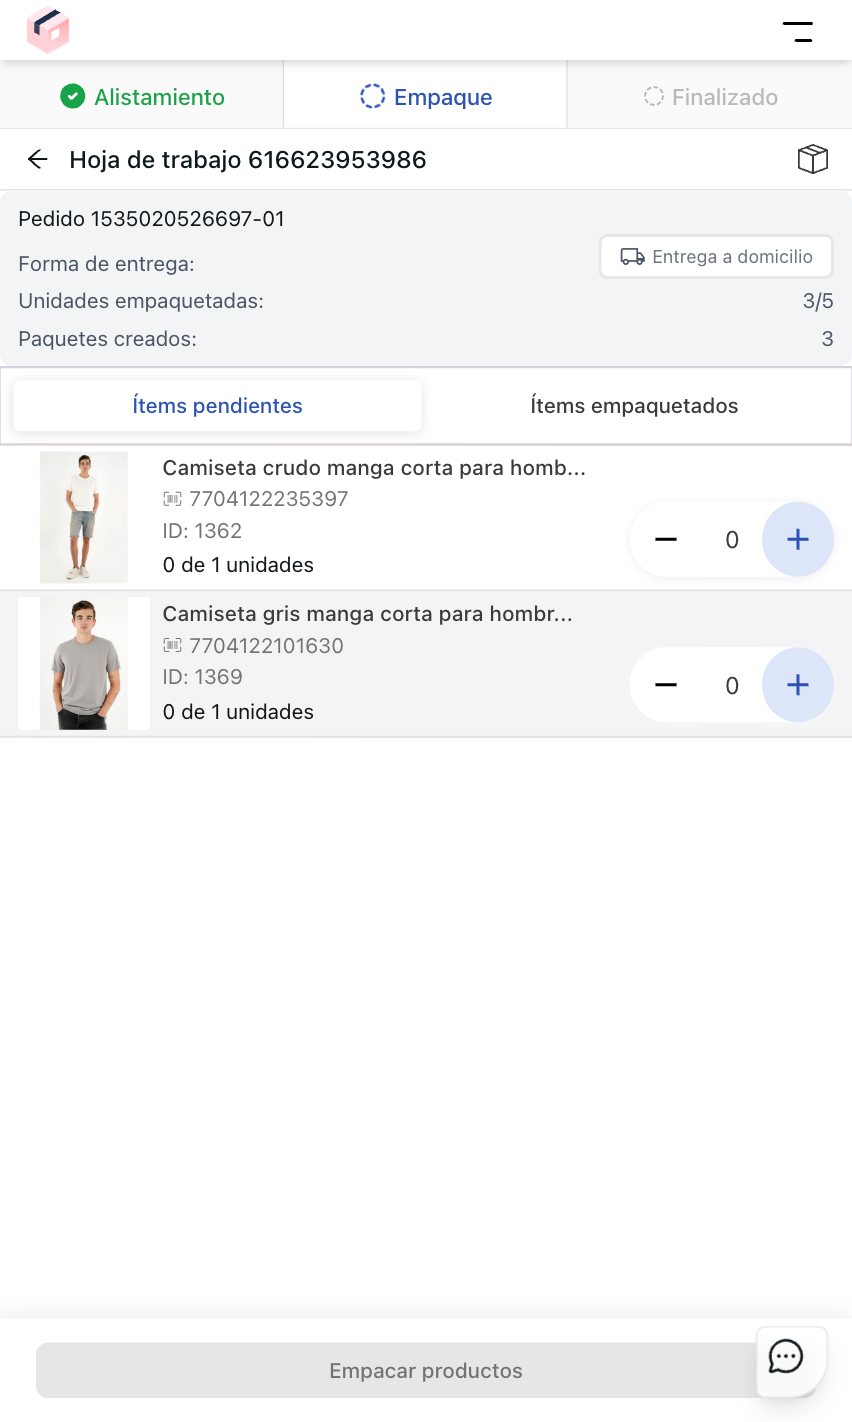 Alistamiento
Empaque
Finalizado
Hoja de trabajo 616623953986
Pedido 1535020526697-01
Forma de entrega:
Entrega a domicilio
Unidades empaquetadas:
3/5
Paquetes creados:
3
Ítems pendientes
Ítems empaquetados
Camiseta crudo manga corta para homb...
7704122235397
ID: 1362
0 de 1 unidades
0
Camiseta gris manga corta para hombr...
7704122101630
ID: 1369
0 de 1 unidades
0
Empacar productos